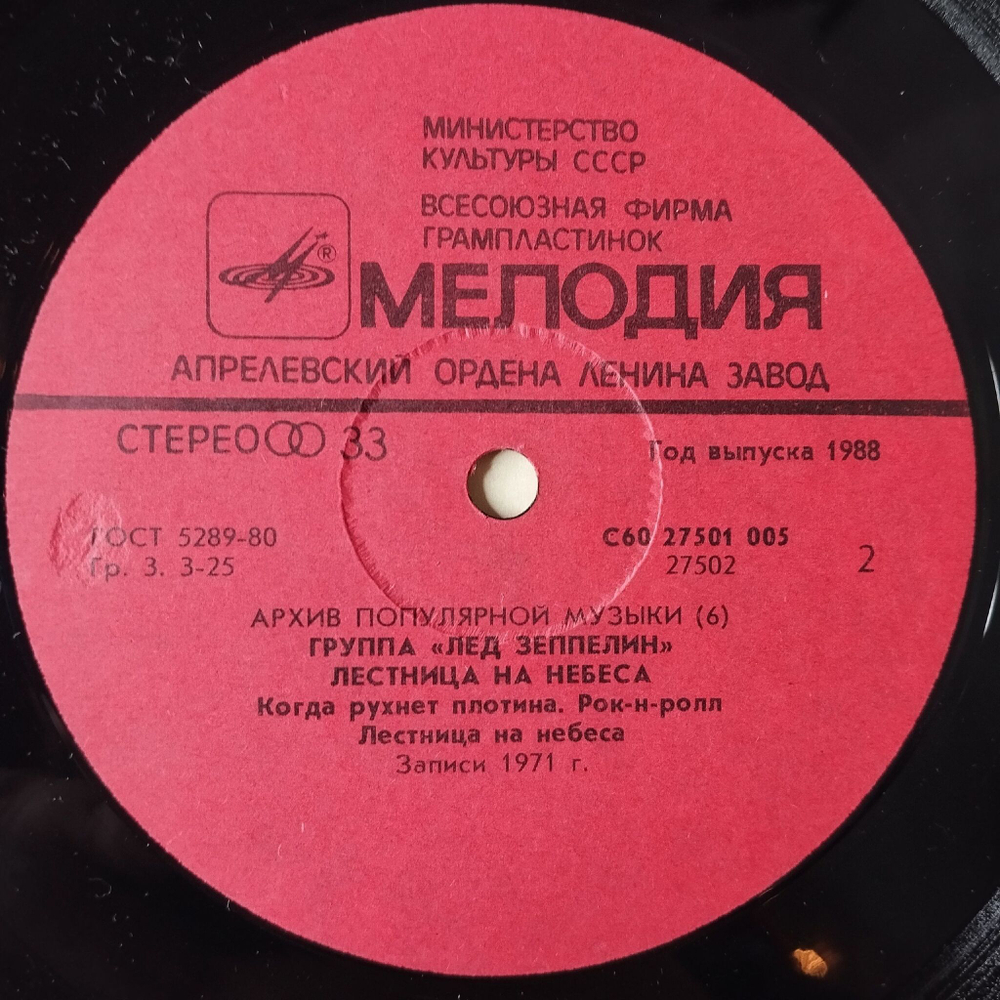 МИНИСТЕРСТВО
КУЛЬТУРЫ СССР
ВСЕСОЮЗНАЯ ФИРМА
ГРАМПЛАСТИНОК
®
МЕЛОДИЯ
АПРЕЛЕВСКИЙ ОРДЕНА ЛЕНИНА ЗАВОД
СТЕРЕО 33
Год выпуска 1988
ГОСТ 5289-80
Гр. 3. 3-25
С60 27501 005
27502
2
АРХИВ ПОПУЛЯРНОЙ МУЗЫКИ (6)
ГРУППА «ЛЕД ЗЕППЕЛИН»
ЛЕСТНИЦА НА НЕБЕСА
Когда рухнет плотина. Рок-н-ролл
Лестница на небеса
Записи 1971 г.